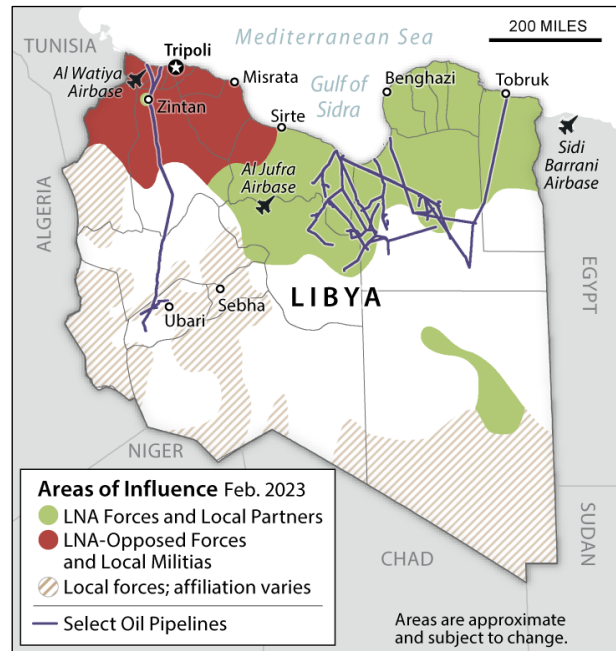 TUNISIA
Mediterranean Sea
200 MILES
Tripoli
Al Watiya
Airbase
Misrata
Gulf of
Sidra
Benghazi
Tobruk
Zintan
Sirte
Sidi
Barrani
Airbase
Al Jufra
Airbase
ALGERIA
EGYPT
LIBYA
Sebha
Ubari
NIGER
CHAD
SUDAN
Areas of Influence Feb. 2023
LNA Forces and Local Partners
LNA-Opposed Forces
and Local Militias
Local forces; affiliation varies
Select Oil Pipelines
Areas are approximate
and subject to change.